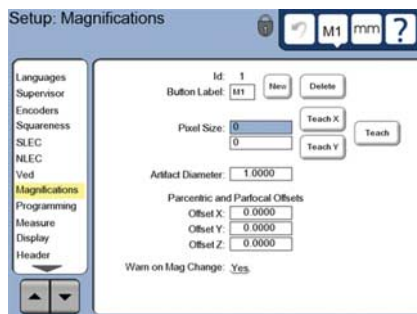 Setup: Magnifications
M1 mm ?
Languages
Supervisor
Encoders
Squareness
SLEC
NLEC
Ved
Magnifications
Programming
Measure
Display
Header
Id: 1
Button Label: M1 New Delete
Pixel Size: 0 Teach X
0 Teach Y
Teach
Artifact Diameter: 1.0000
Parcentric and Parfocal Offsets
Offset X: 0.0000
Offset Y: 0.0000
Offset Z: 0.0000
Warn on Mag Change: Yes